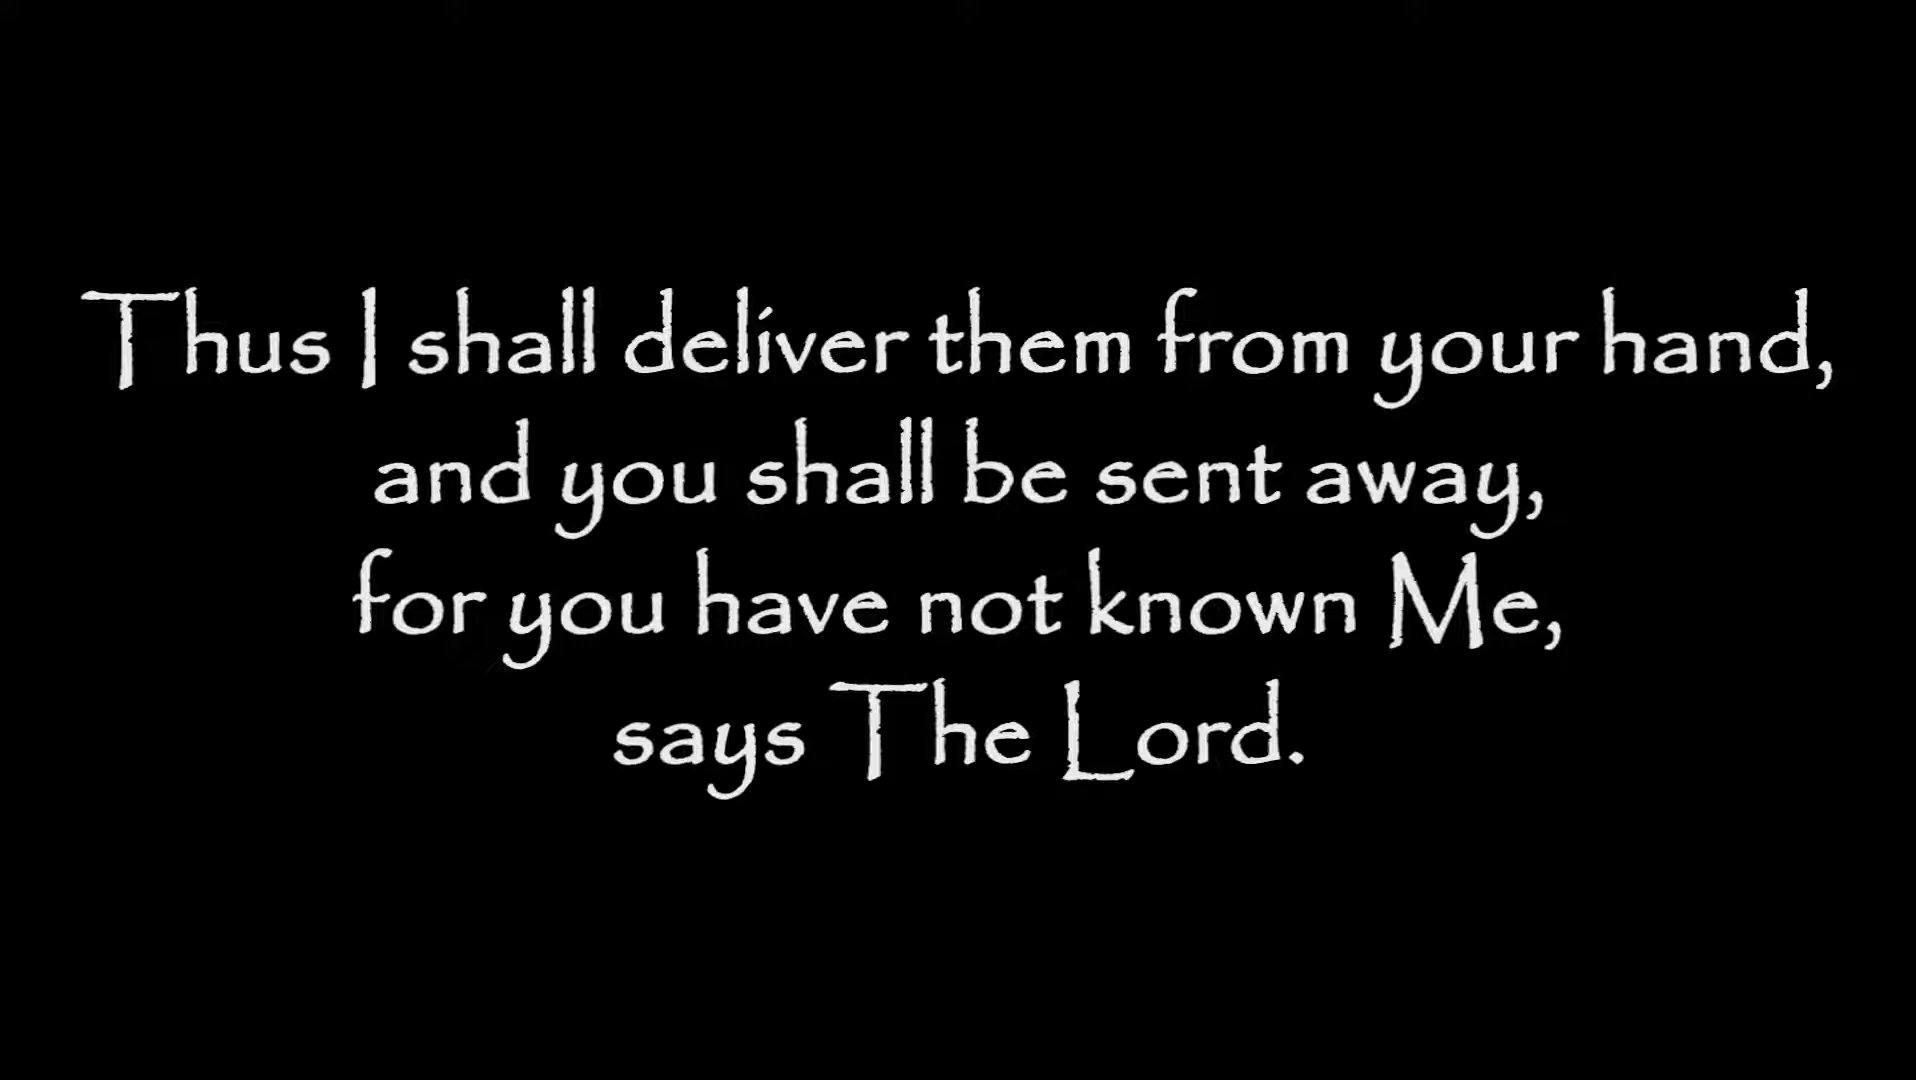 Thus I shall deliver them from your hand,
and you shall be sent away,
for you have not known Me,
says The Lord.